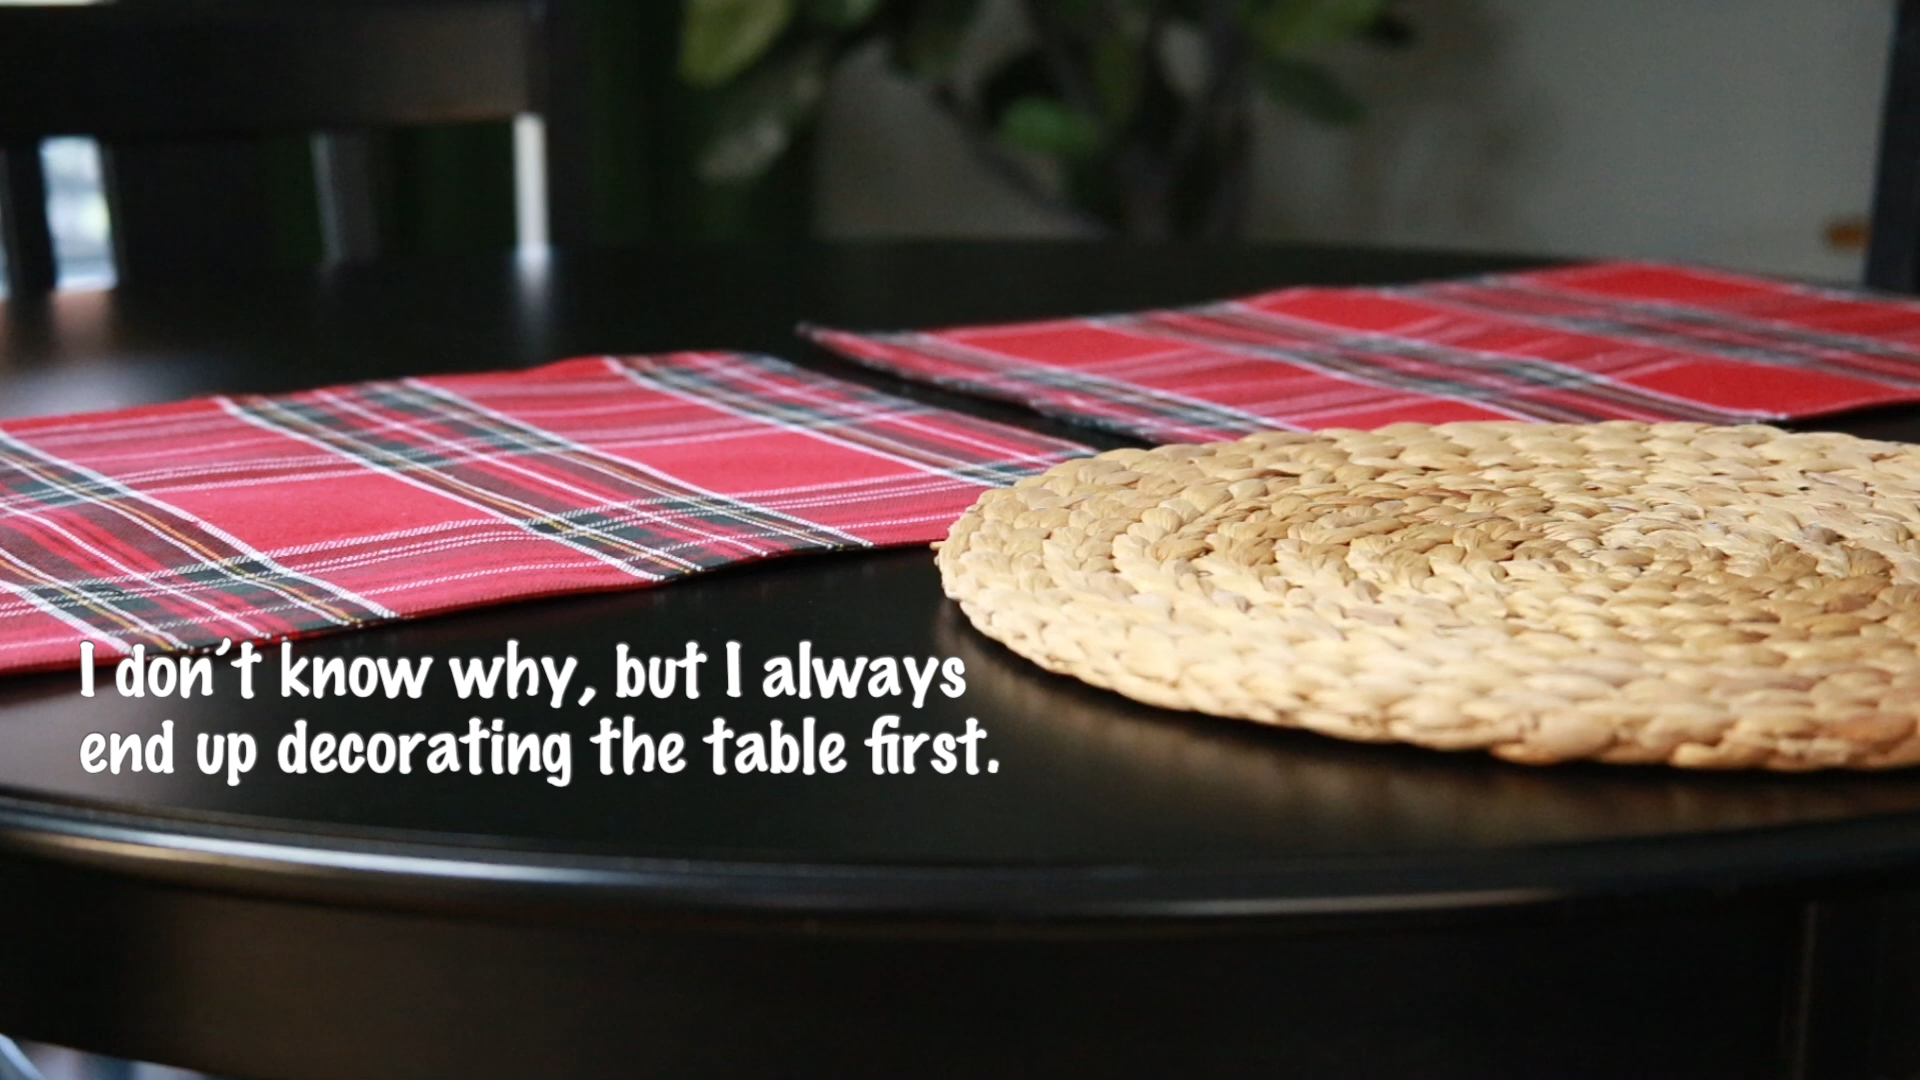 I don't know why, but I always
end up decorating the table first.